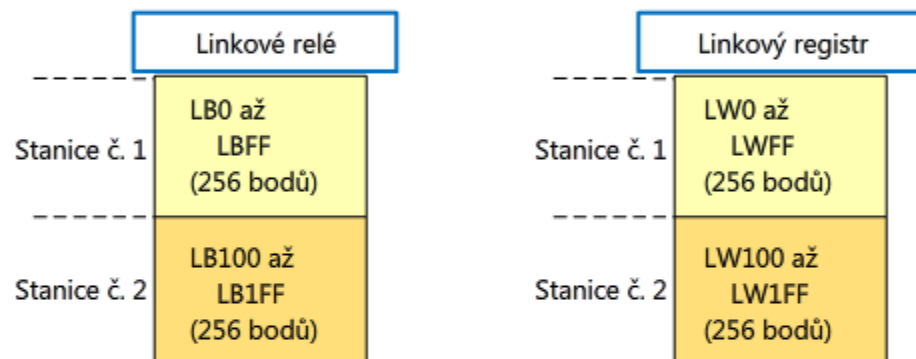 Linkové relé
Stanice č. 1
LB0 až
LBFF
(256 bodů)
Stanice č. 2
LB100 až
LB1FF
(256 bodů)
Linkový registr
Stanice č. 1
LW0 až
LWFF
(256 bodů)
Stanice č. 2
LW100 až
LW1FF
(256 bodů)